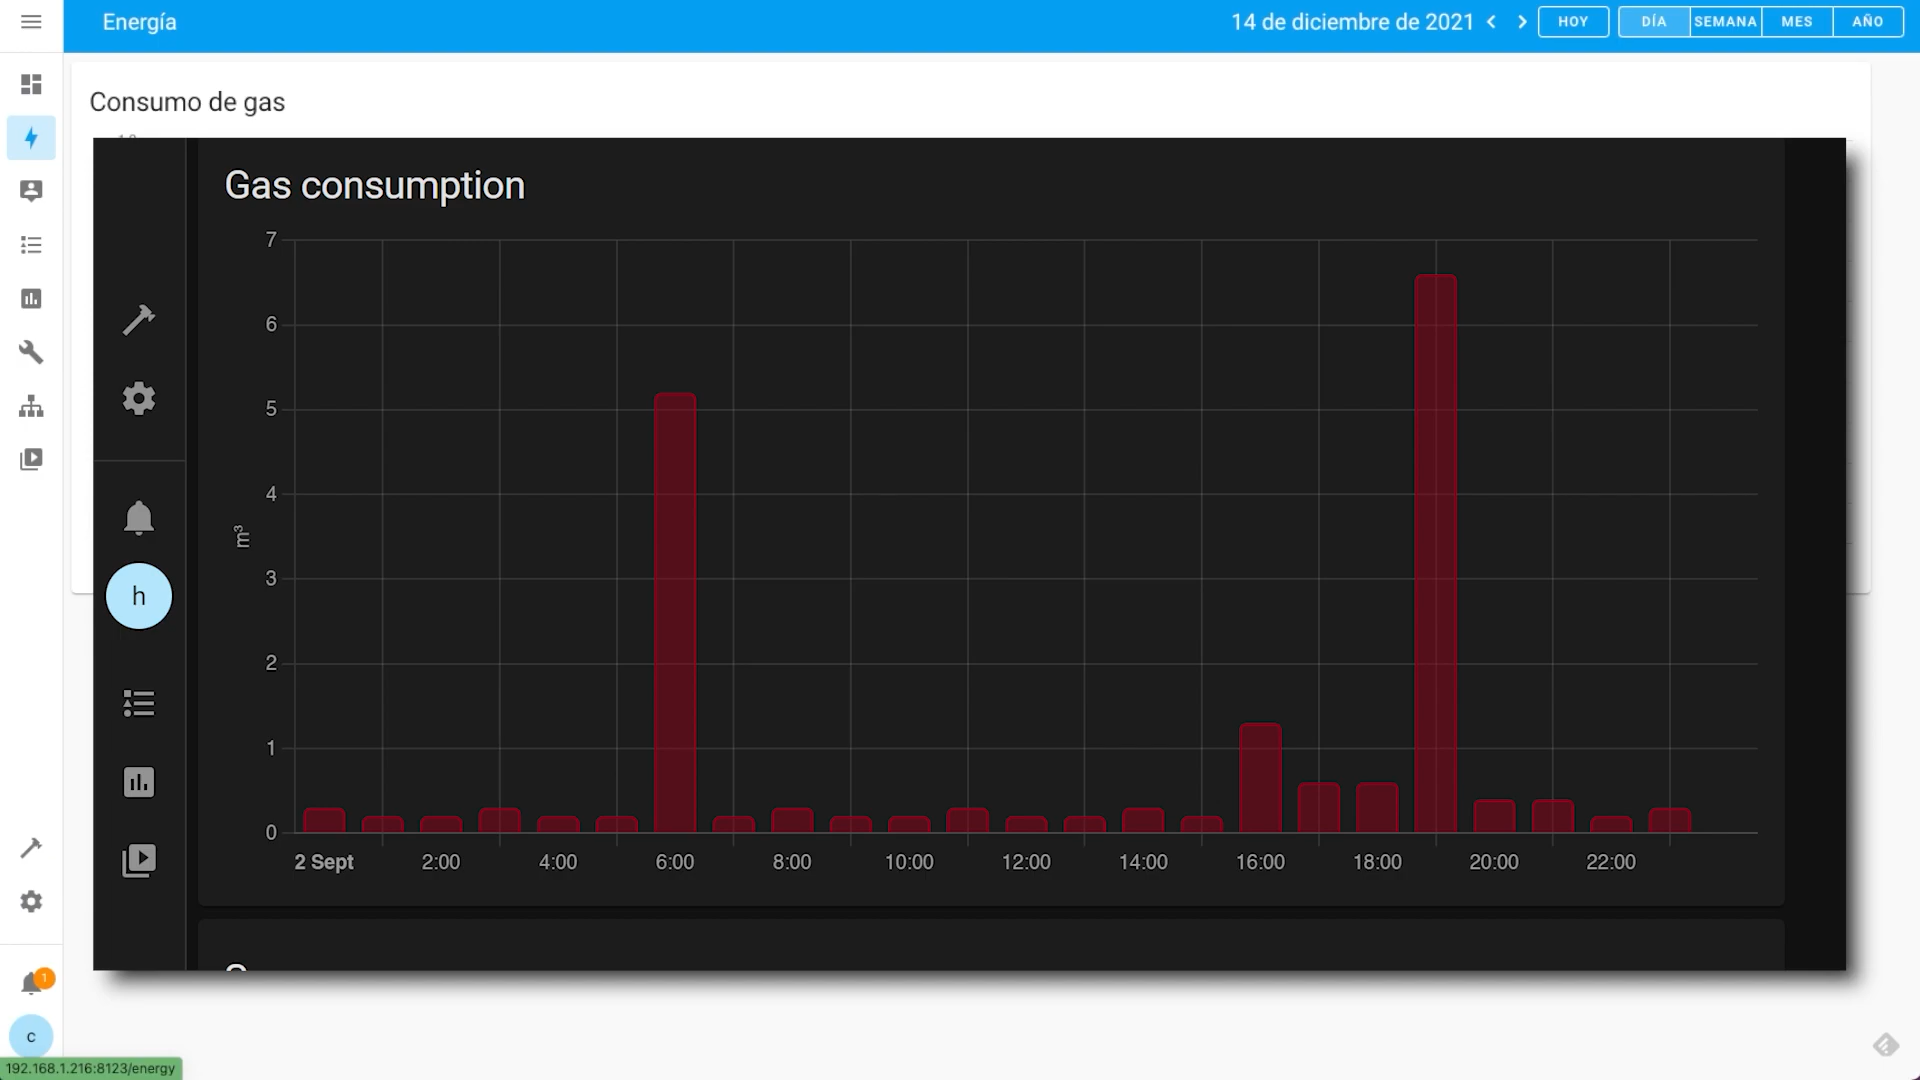 Energía
14 de diciembre de 2021
HOY
DÍA
SEMANA
MES
AÑO
Consumo de gas
Gas consumption
7
6
5
4
3
2
1
0
m³
2 Sept
2:00
4:00
6:00
8:00
10:00
12:00
14:00
16:00
18:00
20:00
22:00
h
1
c
192.168.1.216:8123/energy